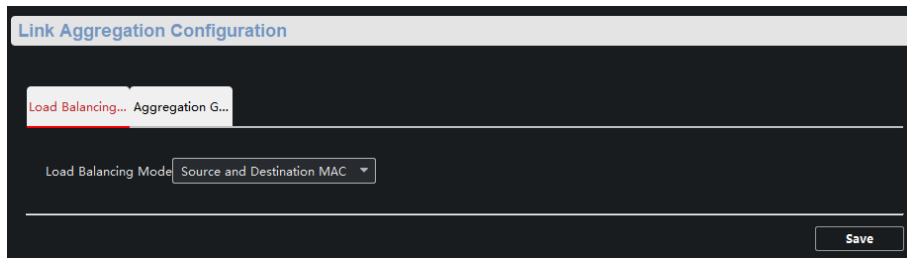 Link Aggregation Configuration
Load Balancing... Aggregation G...
Load Balancing Mode Source and Destination MAC
Save